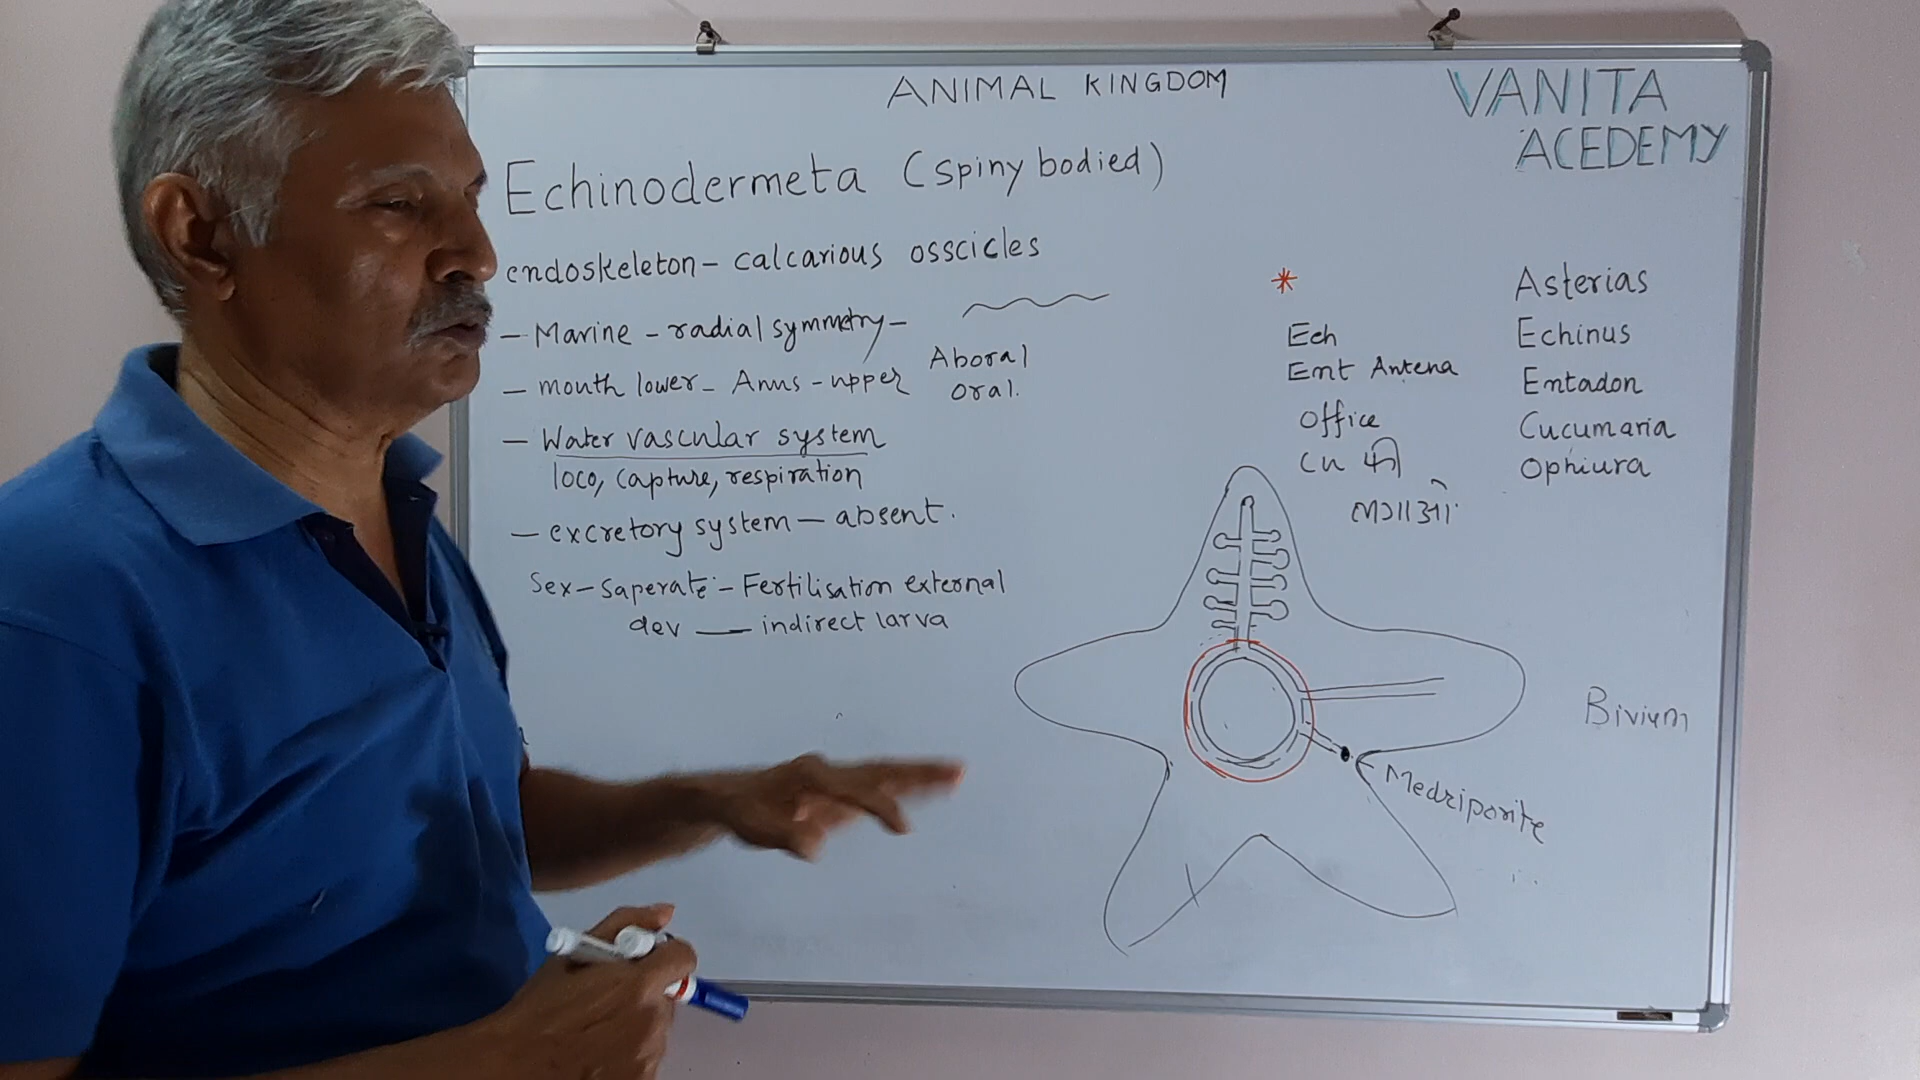 ANIMAL KINGDOM
VANITA
ACEDEMY
Echinodermeta (spiny bodied)
endoskeleton - calcarious osscicles
- Marine - radial symmetry -
- mouth lower - Anus - upper
Aboral
oral.
- Water vascular system
loco, capture, respiration
- excretory system - absent.
Sex - saperate - Fertilisation external
dev — indirect larva
*
Ech
Ent Antena
Office
Cu की
Asterias
Echinus
Entadon
Cucumaria
Ophiura
Bivium
Medriporite